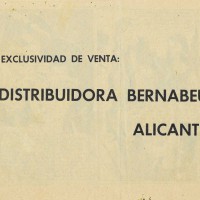 EXCLUSIVIDAD DE VENTA:
DISTRIBUIDORA BERNABEU
ALICANT